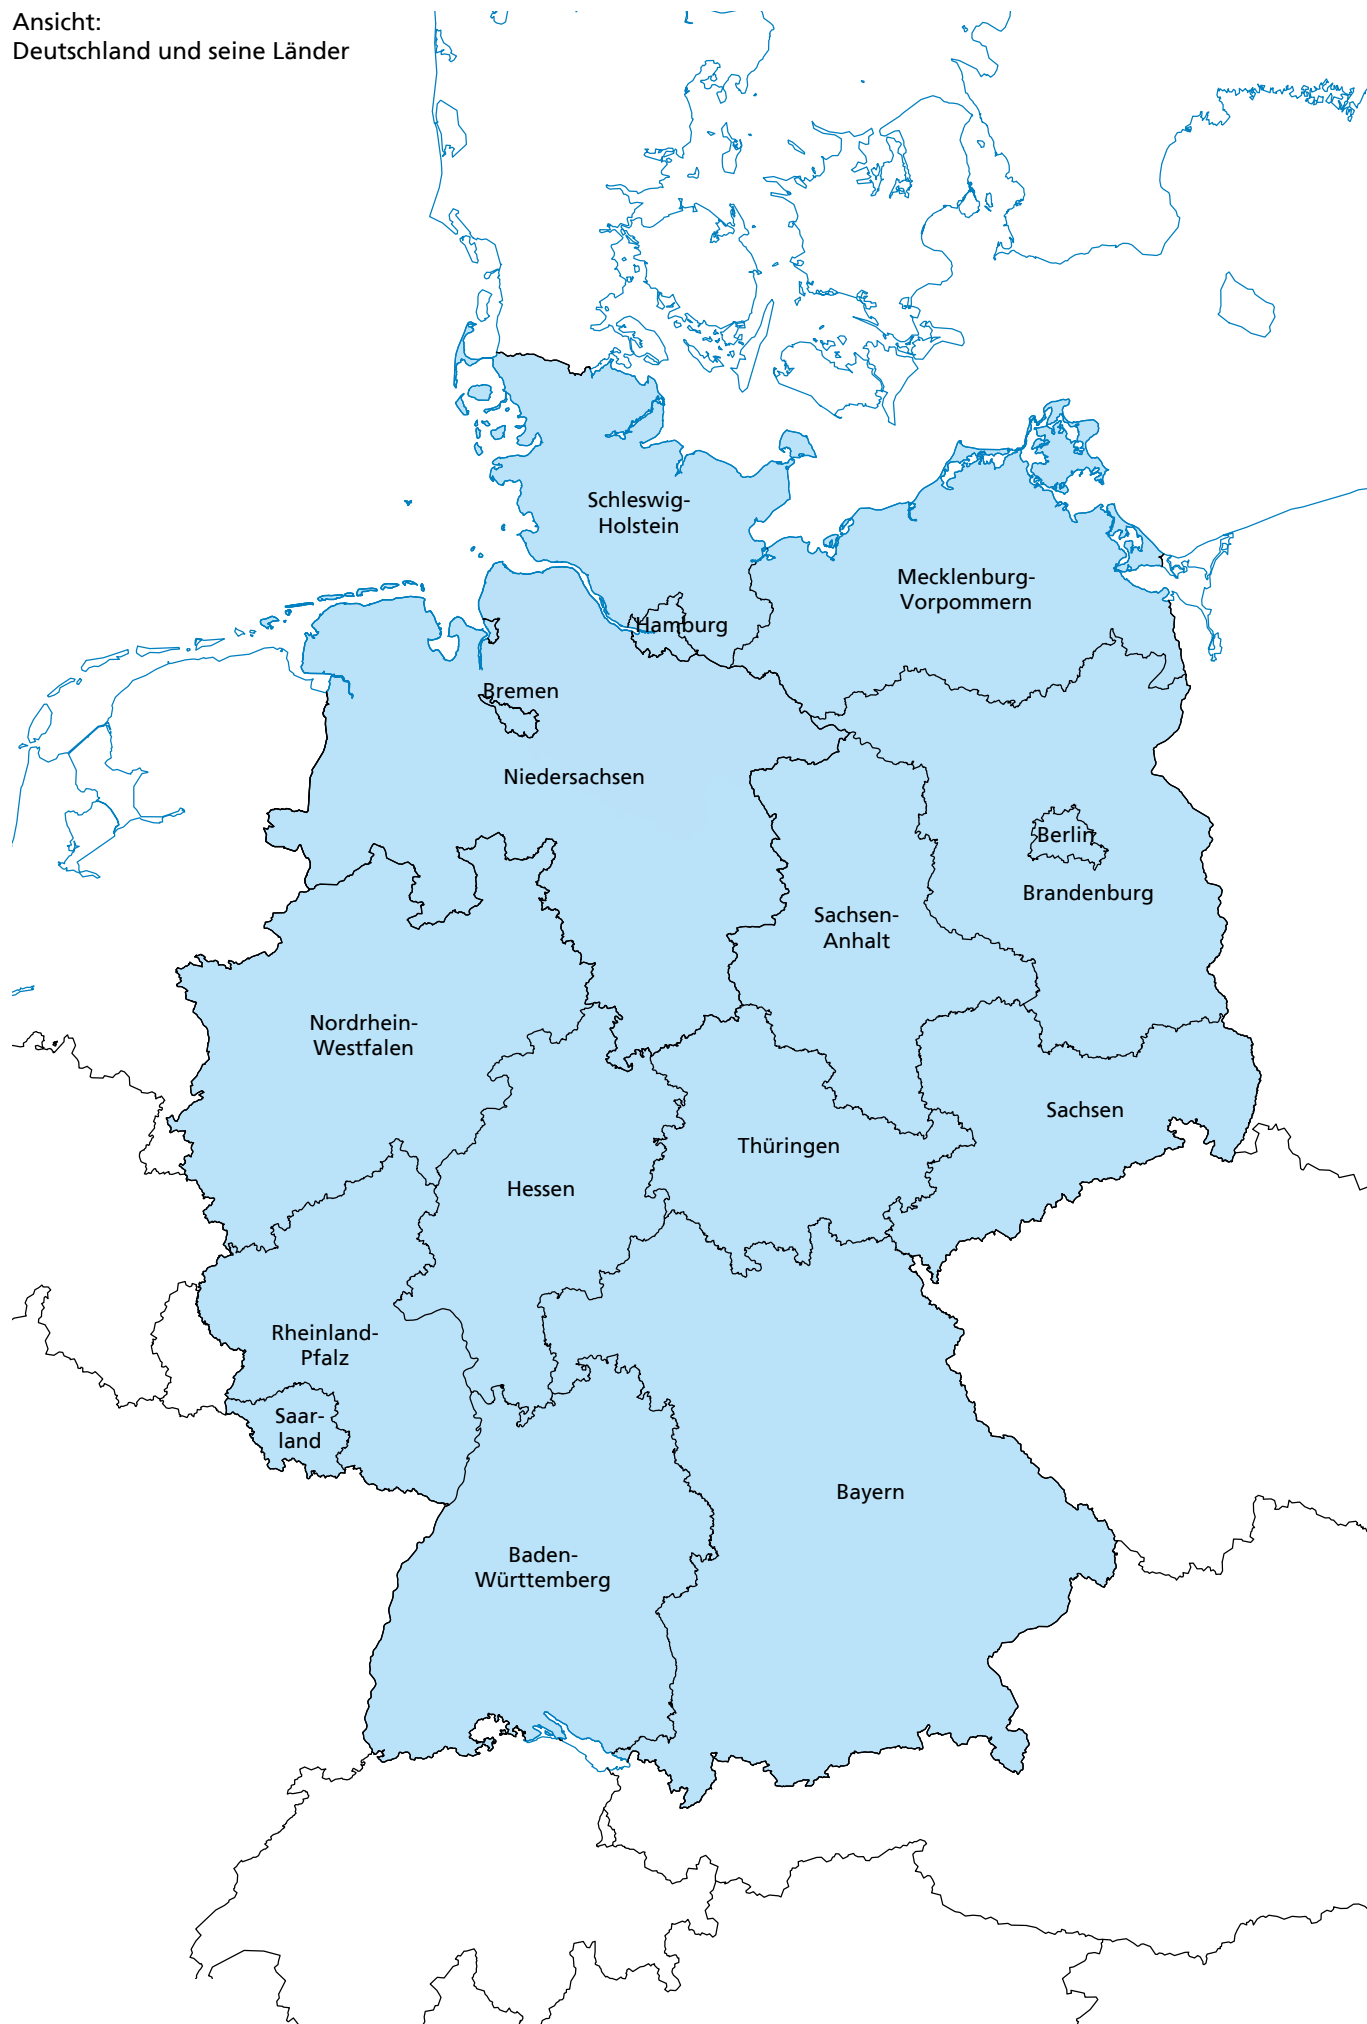 Ansicht:
Deutschland und seine Länder
Schleswig-
Holstein
Mecklenburg-
Vorpommern
Hamburg
Bremen
Niedersachsen
Berlin
Brandenburg
Sachsen-
Anhalt
Nordrhein-
Westfalen
Sachsen
Thüringen
Hessen
Rheinland-
Pfalz
Saar-
land
Bayern
Baden-
Württemberg